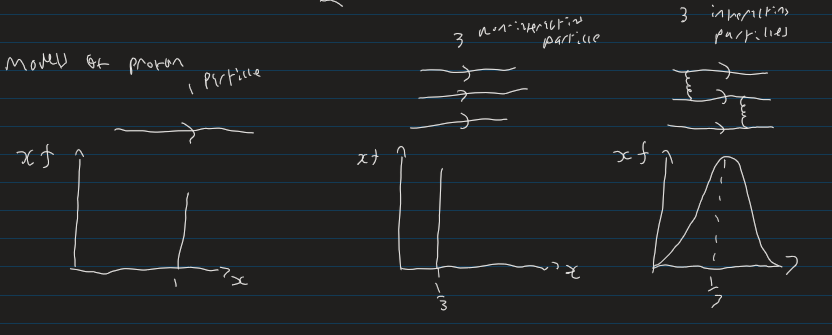 3 non-interacting particle
3 interacting particles
Models of proton
1 particle
xf
xf
xf
1
x
1/3
x
1/3